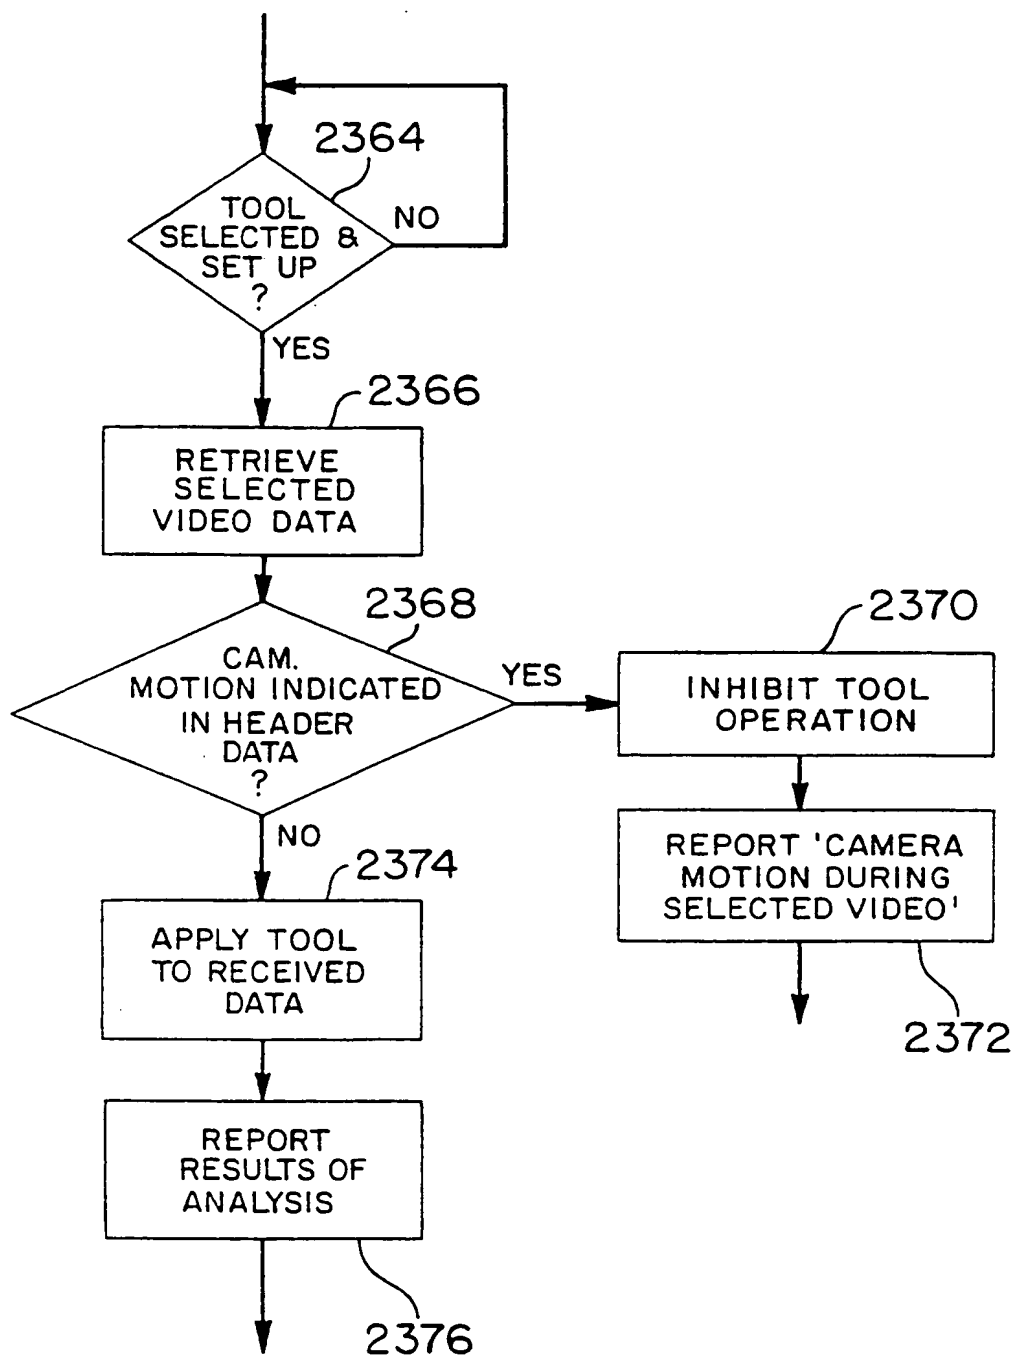 2364
TOOL
SELECTED &
SET UP
?
NO
YES
2366
RETRIEVE
SELECTED
VIDEO DATA
2368
CAM.
MOTION INDICATED
IN HEADER
DATA
?
YES
2370
INHIBIT TOOL
OPERATION
REPORT 'CAMERA
MOTION DURING
SELECTED VIDEO'
2372
NO
2374
APPLY TOOL
TO RECEIVED
DATA
REPORT
RESULTS OF
ANALYSIS
2376